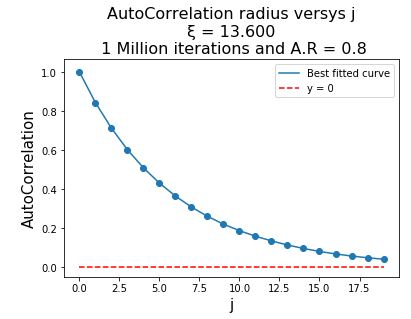 AutoCorrelation radius versys j
ξ = 13.600
1 Million iterations and A.R = 0.8
Best fitted curve
y = 0
AutoCorrelation
1.0
0.8
0.6
0.4
0.2
0.0
0.0 2.5 5.0 7.5 10.0 12.5 15.0 17.5
j